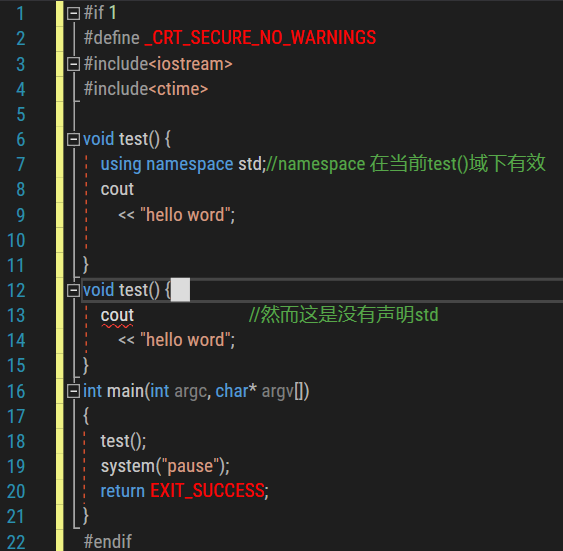 1 #if 1
2 #define _CRT_SECURE_NO_WARNINGS
3 #include<iostream>
4 #include<ctime>
5
6 void test() {
7 using namespace std;//namespace 在当前test()域下有效
8 cout
9 << "hello word";
10
11 }
12 void test() {
13 cout //然而这是没有声明std
14 << "hello word";
15 }
16 int main(int argc, char* argv[])
17 {
18 test();
19 system("pause");
20 return EXIT_SUCCESS;
21 }
22 #endif